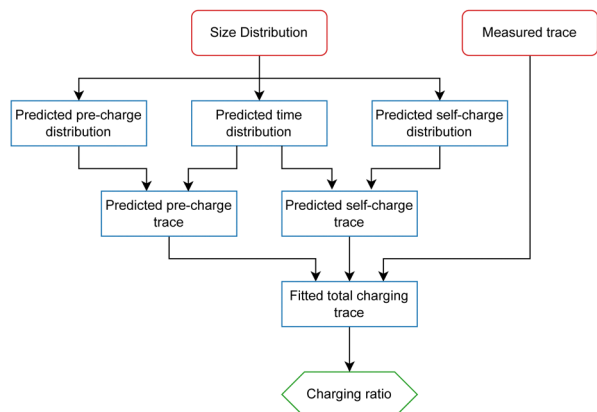 Size Distribution
Measured trace
Predicted pre-charge
distribution
Predicted time
distribution
Predicted self-charge
distribution
Predicted pre-charge
trace
Predicted self-charge
trace
Fitted total charging
trace
Charging ratio